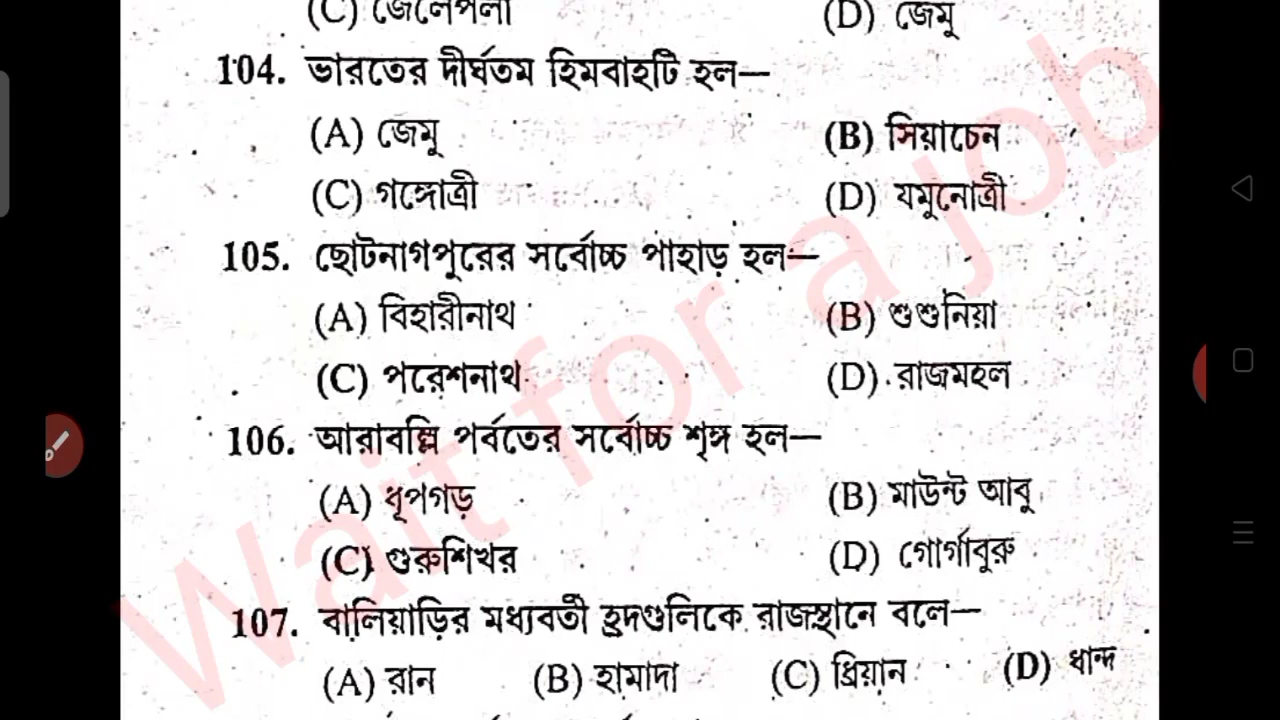 (C) জেলেপলা (D) জেমু
104. ভারতের দীর্ঘতম হিমবাহটি হল—
(A) জেমু (B) সিয়াচেন
(C) গঙ্গোত্রী (D) যমুনোত্রী
105. ছোটনাগপুরের সর্বোচ্চ পাহাড় হল—
(A) বিহারীনাথ (B) শুশুনিয়া
(C) পরেশনাথ (D) রাজমহল
106. আরাবল্লি পর্বতের সর্বোচ্চ শৃঙ্গ হল—
(A) ধূপগড় (B) মাউন্ট আবু
(C) গুরুশিখর (D) গোর্গাবুরু
107. বালিয়াড়ির মধ্যবর্তী হ্রদগুলিকে রাজস্থানে বলে—
(A) রান (B) হামাদা (C) ধ্রিয়ান (D) ধান্দ
Wait for a job